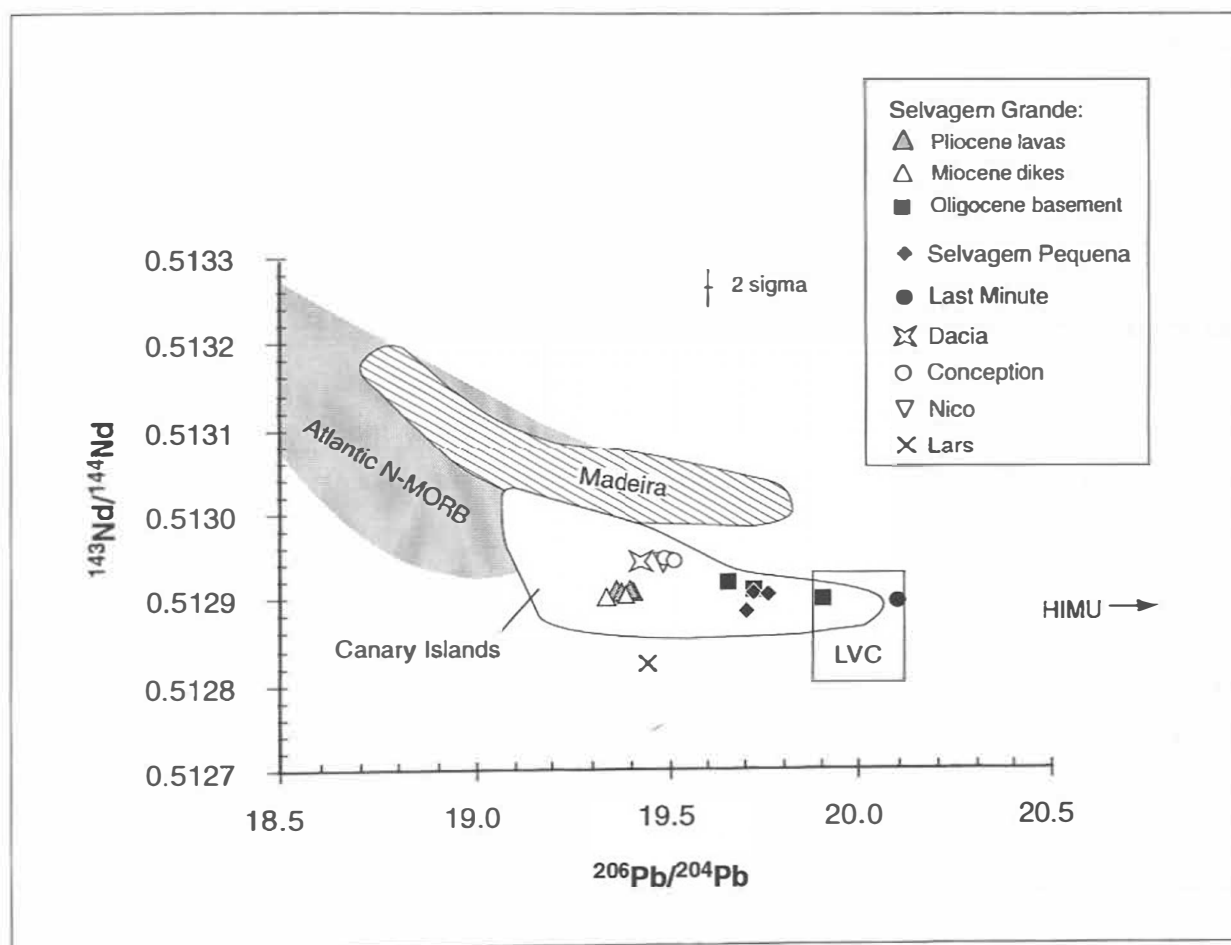 Selvagem Grande:
Pliocene lavas
Miocene dikes
Oligocene basement
Selvagem Pequena
Last Minute
Dacia
Conception
Nico
Lars
2 sigma
0.5133
0.5132
0.5131
0.5130
0.5129
0.5128
0.5127
¹⁴³Nd/¹⁴⁴Nd
Atlantic N-MORB
Madeira
Canary Islands
LVC
HIMU
18.5
19.0
19.5
20.0
20.5
²⁰⁶Pb/²⁰⁴Pb